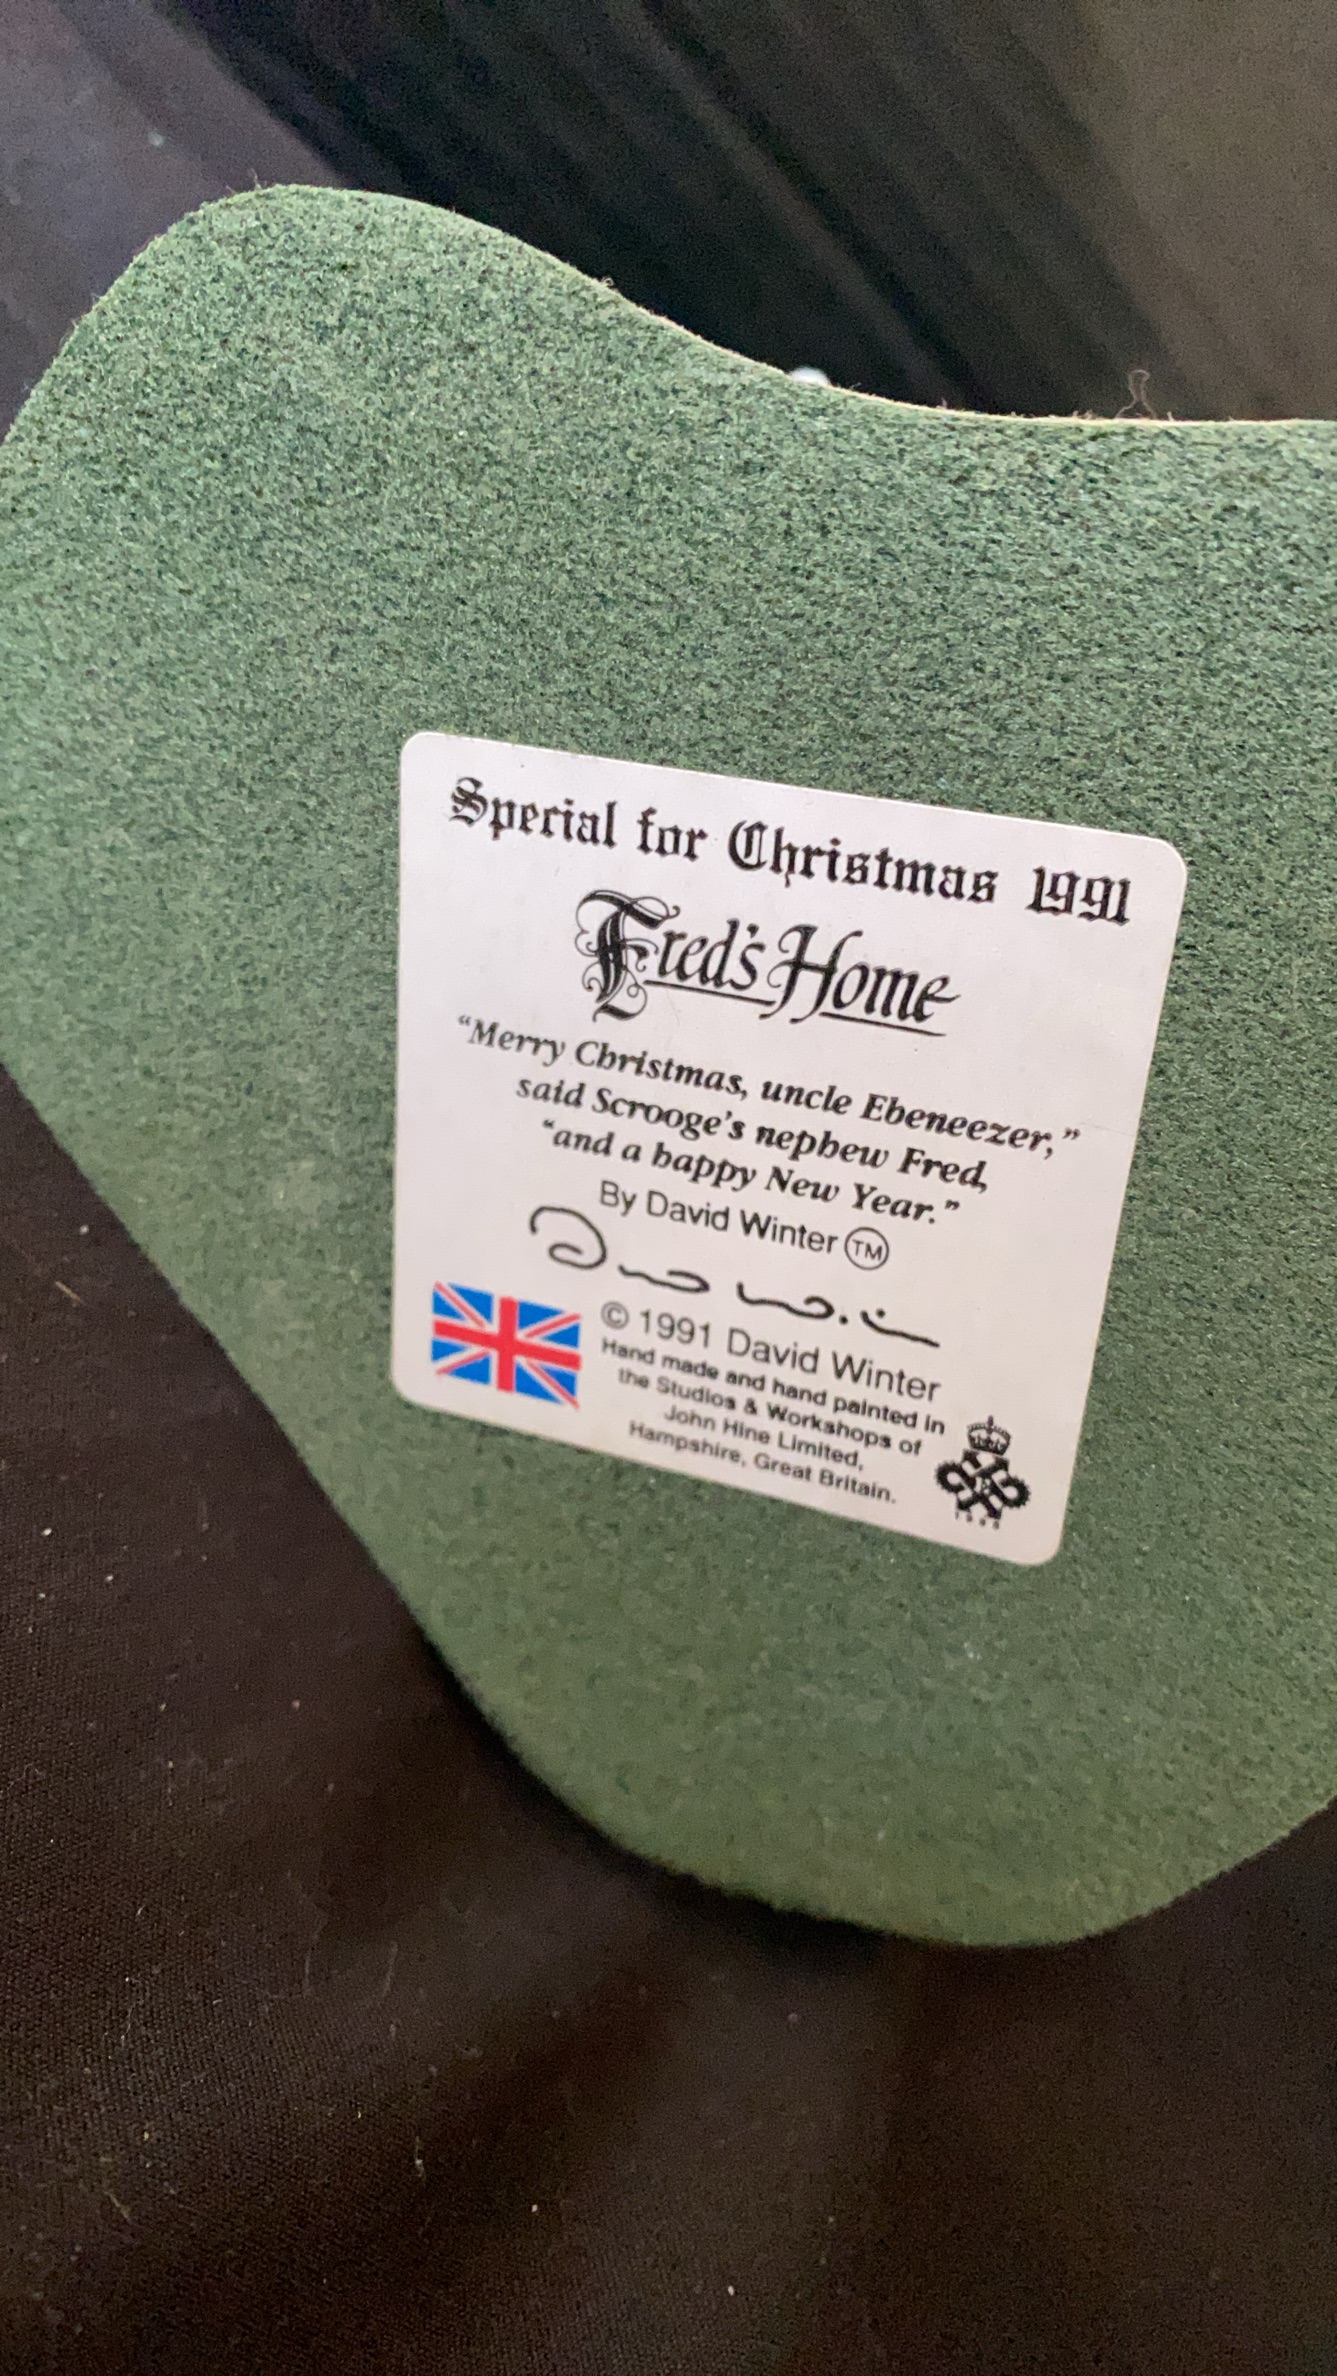 Special for Christmas 1991
Fred's Home
“Merry Christmas, uncle Ebeneezer,”
said Scrooge's nephew Fred,
“and a happy New Year.”
By David Winter TM
© 1991 David Winter
Hand made and hand painted in
the Studios & Workshops of
John Hine Limited,
Hampshire, Great Britain.